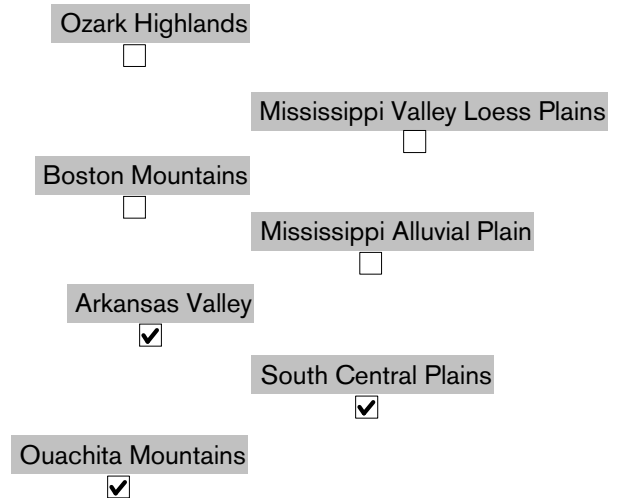 Ozark Highlands
Mississippi Valley Loess Plains
Boston Mountains
Mississippi Alluvial Plain
Arkansas Valley
South Central Plains
Ouachita Mountains